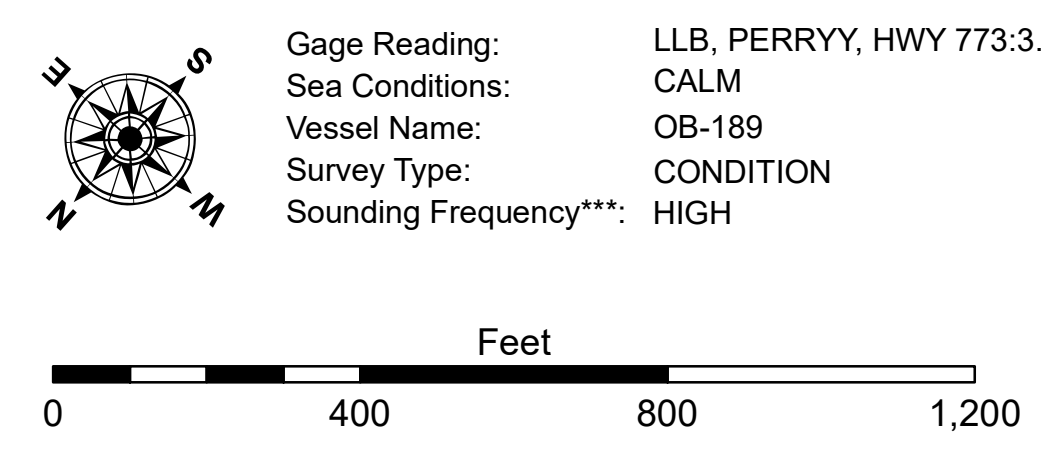 S
E
N
W
Gage Reading: LLB, PERRYY, HWY 773:3.
Sea Conditions: CALM
Vessel Name: OB-189
Survey Type: CONDITION
Sounding Frequency***: HIGH
Feet
0 400 800 1,200